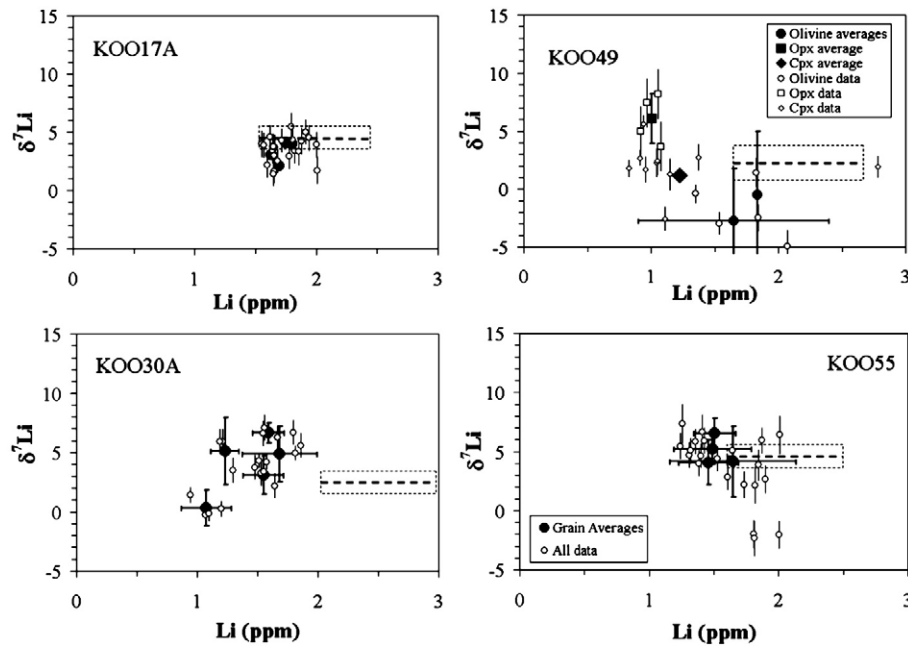 15
10
5
0
-5
δ⁷Li
KOO17A
0
1
2
3
Li (ppm)
15
10
5
0
-5
δ⁷Li
KOO49
● Olivine averages
■ Opx average
◆ Cpx average
○ Olivine data
□ Opx data
◇ Cpx data
0
1
2
3
Li (ppm)
15
10
5
0
-5
δ⁷Li
KOO30A
0
1
2
3
Li (ppm)
15
10
5
0
-5
δ⁷Li
KOO55
● Grain Averages
○ All data
0
1
2
3
Li (ppm)